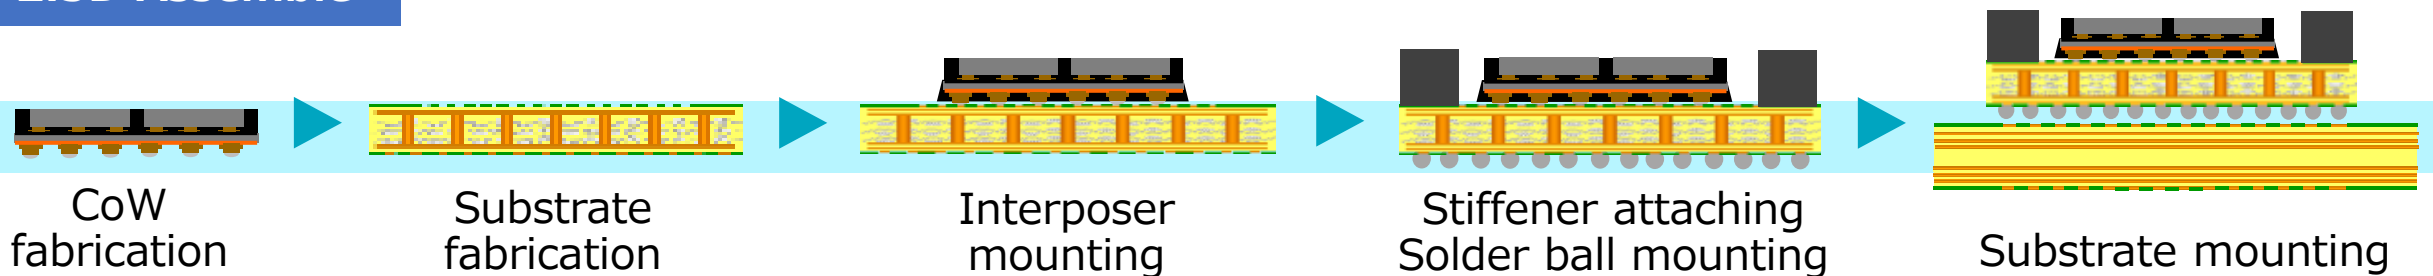 CoW
fabrication
Substrate
fabrication
Interposer
mounting
Stiffener attaching
Solder ball mounting
Substrate mounting